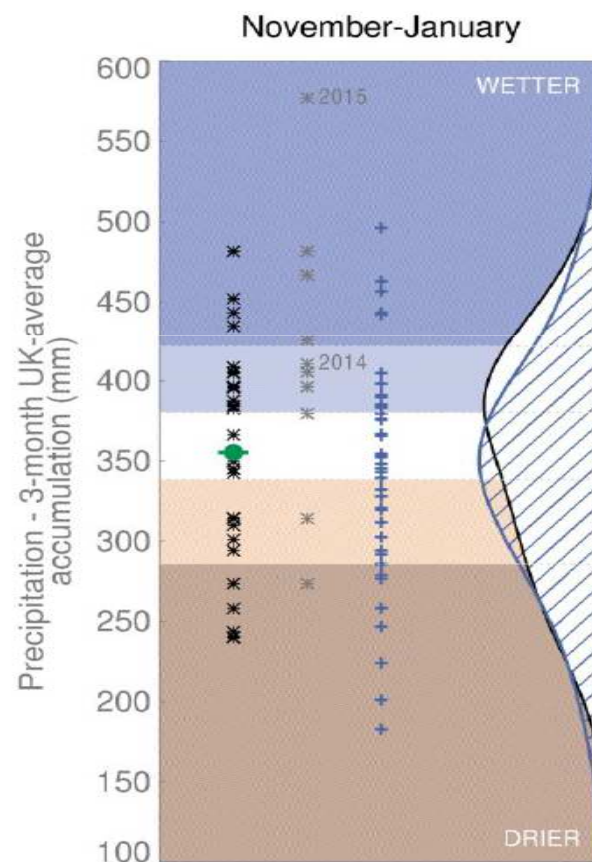 November-January
Precipitation - 3-month UK-average
accumulation (mm)
600
550
500
450
400
350
300
250
200
150
100
WETTER
2015
2014
DRIER